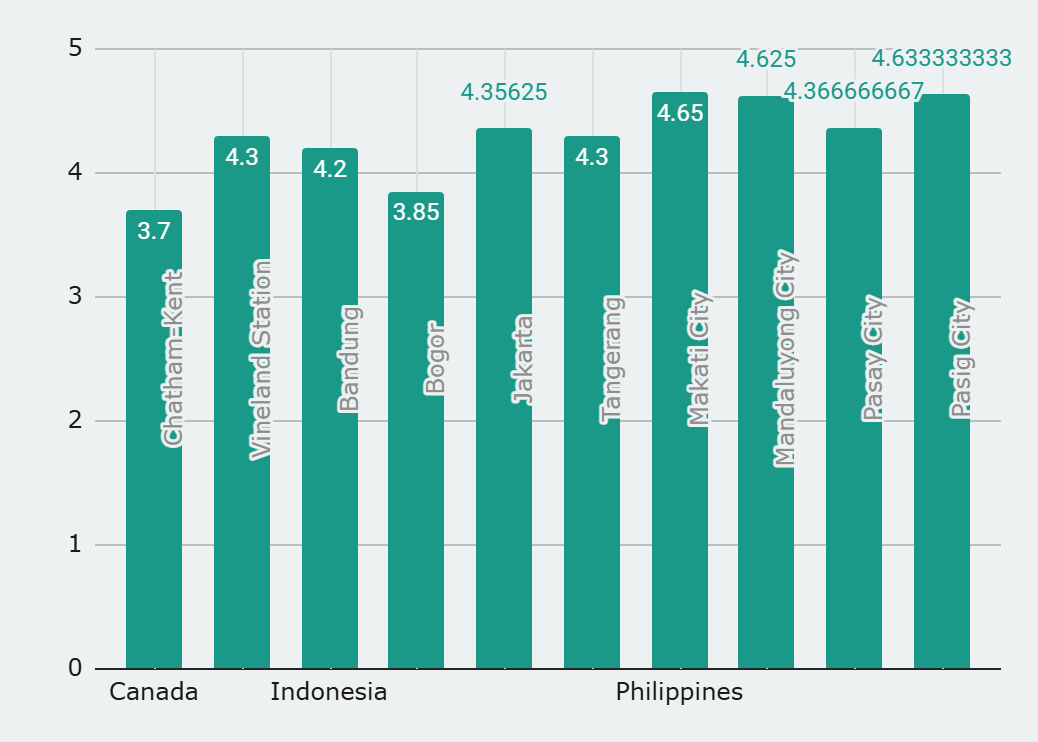 5
4
3
2
1
0
3.7
4.3
4.2
3.85
4.35625
4.3
4.65
4.625
4.366666667
4.633333333
Chatham-Kent
Vineland Station
Bandung
Bogor
Jakarta
Tangerang
Makati City
Mandaluyong City
Pasay City
Pasig City
Canada
Indonesia
Philippines